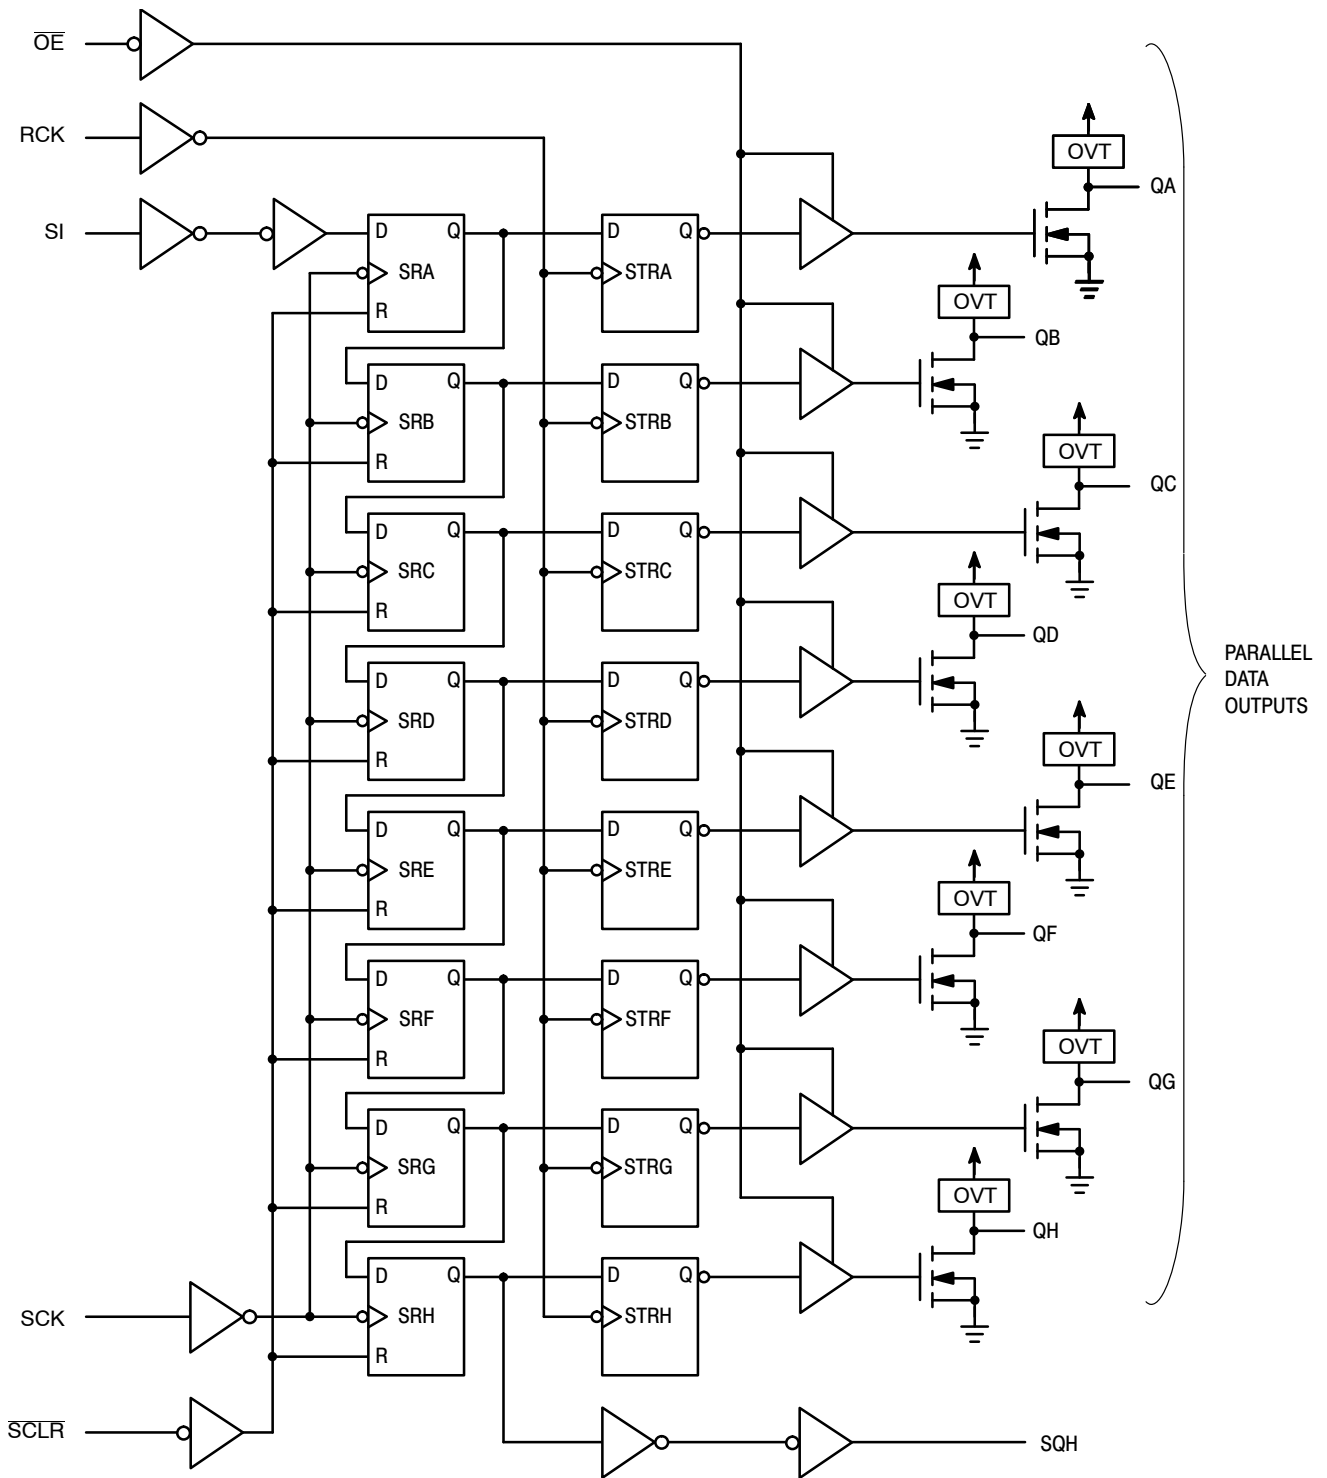 OE
RCK
OVT
QA
SI
D
Q
SRA
R
D
Q
STRA
OVT
QB
D
Q
SRB
R
D
Q
STRB
OVT
QC
D
Q
SRC
R
D
Q
STRC
OVT
QD
D
Q
SRD
R
D
Q
STRD
PARALLEL
DATA
OUTPUTS
OVT
QE
D
Q
SRE
R
D
Q
STRE
OVT
QF
D
Q
SRF
R
D
Q
STRF
OVT
QG
D
Q
SRG
R
D
Q
STRG
OVT
QH
D
Q
SRH
R
D
Q
STRH
SCK
SCLR
SQH